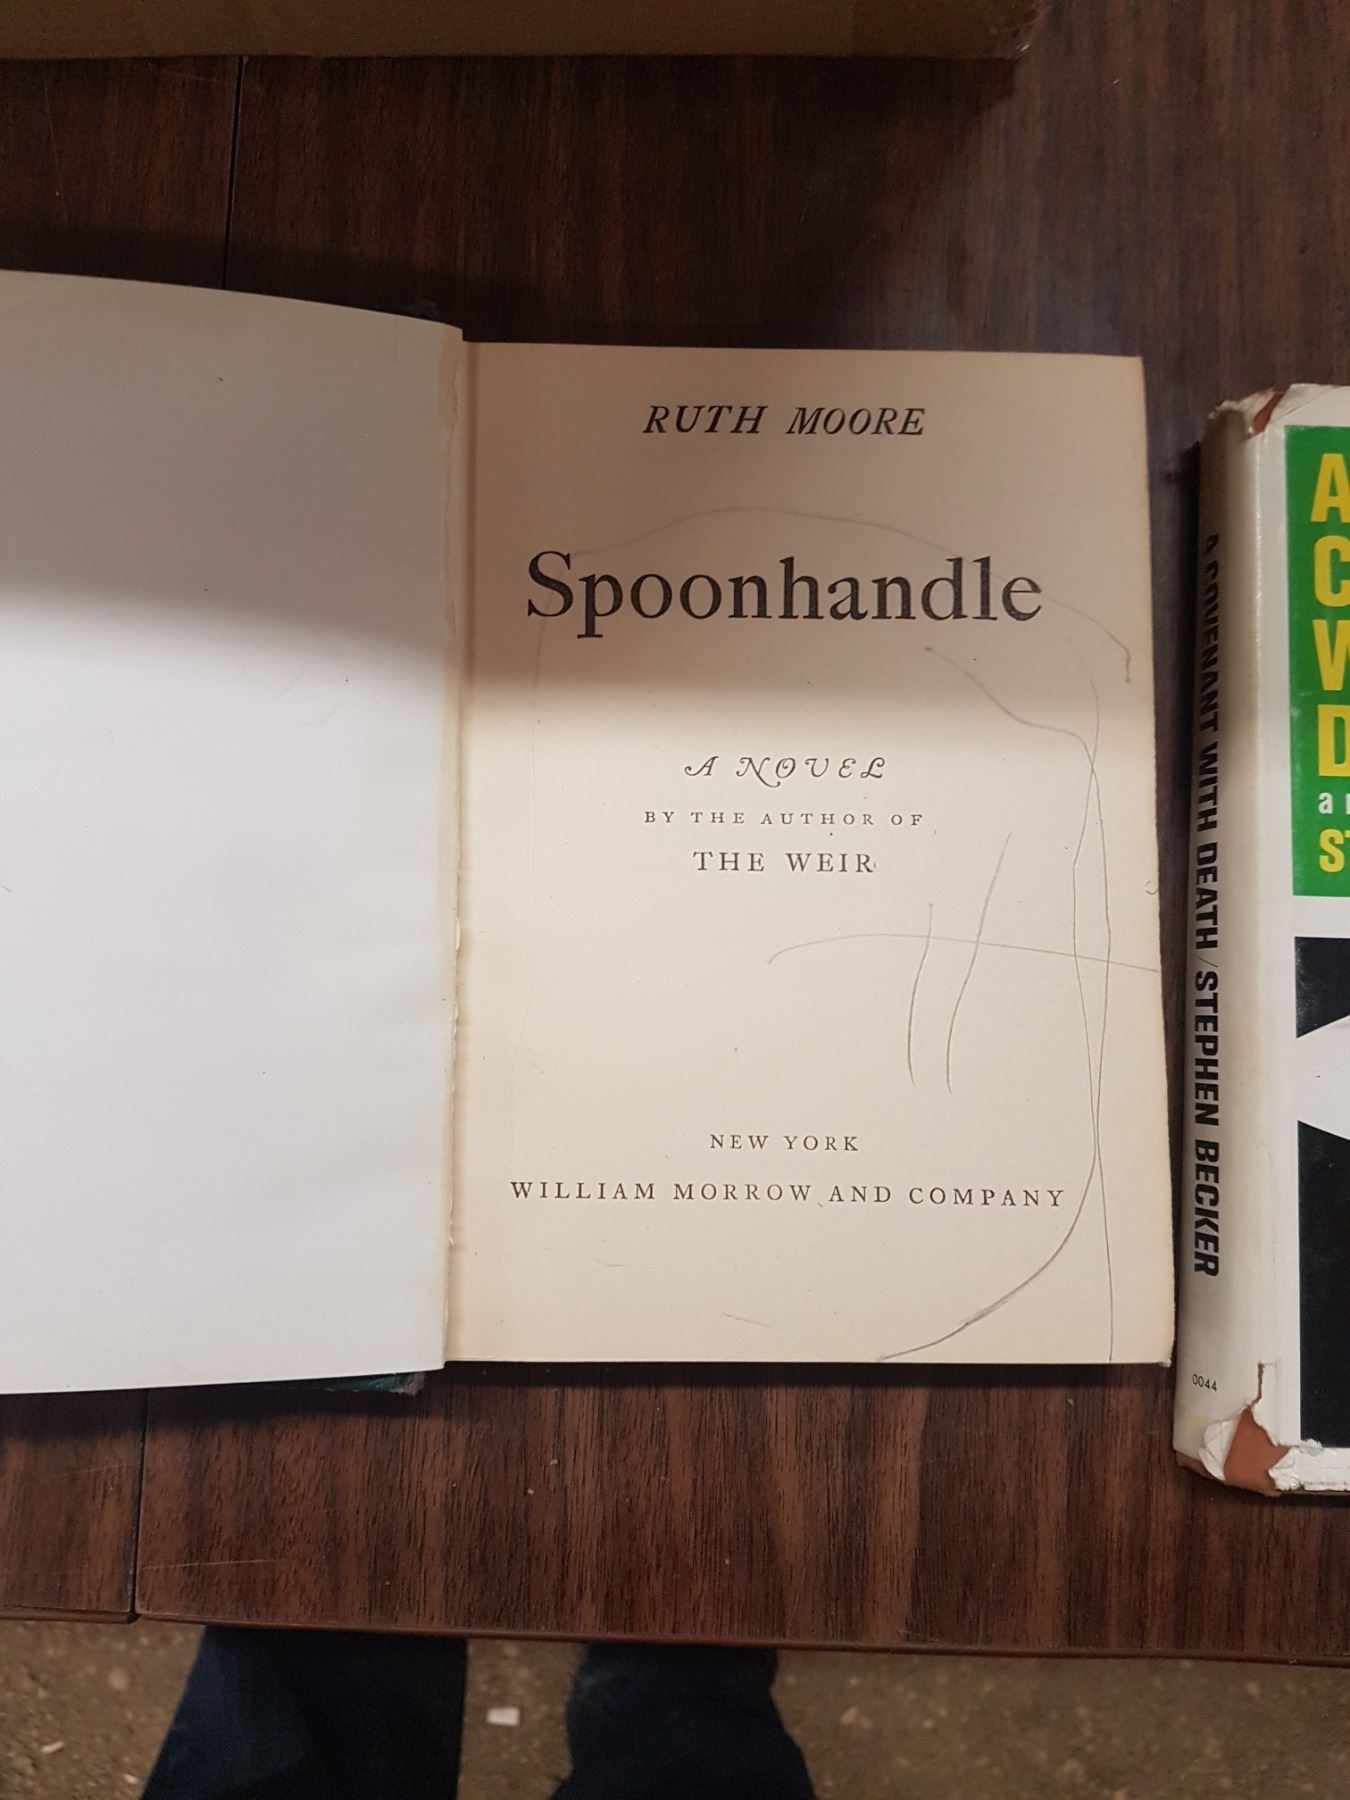 RUTH MOORE
Spoonhandle
A NOVEL
BY THE AUTHOR OF
THE WEIR
NEW YORK
WILLIAM MORROW AND COMPANY
A COVENANT WITH DEATH / STEPHEN BECKER
0044
A
C
W
D
a
ST